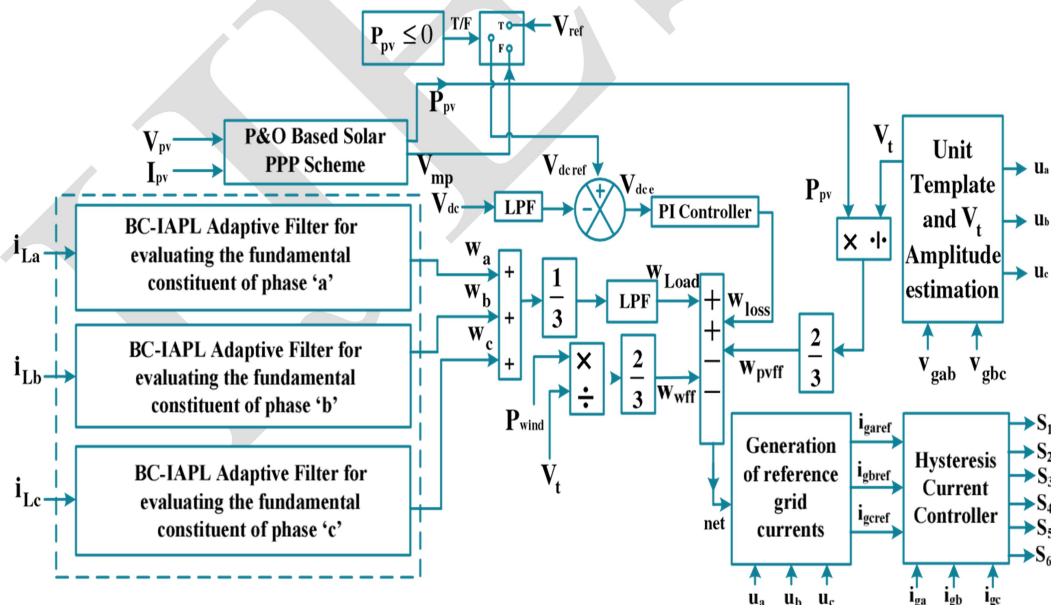 P_pv ≤ 0
T/F
T
F
V_ref
P_pv
V_pv
I_pv
P&O Based Solar
PPP Scheme
V_mp
V_dc
LPF
V_dc ref
+
−
V_dc e
PI Controller
V_t
P_pv
× ÷
Unit
Template
and V_t
Amplitude
estimation
u_a
u_b
u_c
v_gab
v_gbc
i_La
BC-IAPL Adaptive Filter for
evaluating the fundamental
constituent of phase ‘a’
i_Lb
BC-IAPL Adaptive Filter for
evaluating the fundamental
constituent of phase ‘b’
i_Lc
BC-IAPL Adaptive Filter for
evaluating the fundamental
constituent of phase ‘c’
w_a
w_b
w_c
+
+
+
1
3
LPF
w_Load
w_loss
+
+
−
−
w_pvff
2
3
P_wind
V_t
×
÷
2
3
w_wff
net
Generation
of reference
grid
currents
u_a u_b u_c
i_garef
i_gbref
i_gcref
Hysteresis
Current
Controller
i_ga i_gb i_gc
S_1
S_2
S_3
S_4
S_5
S_6